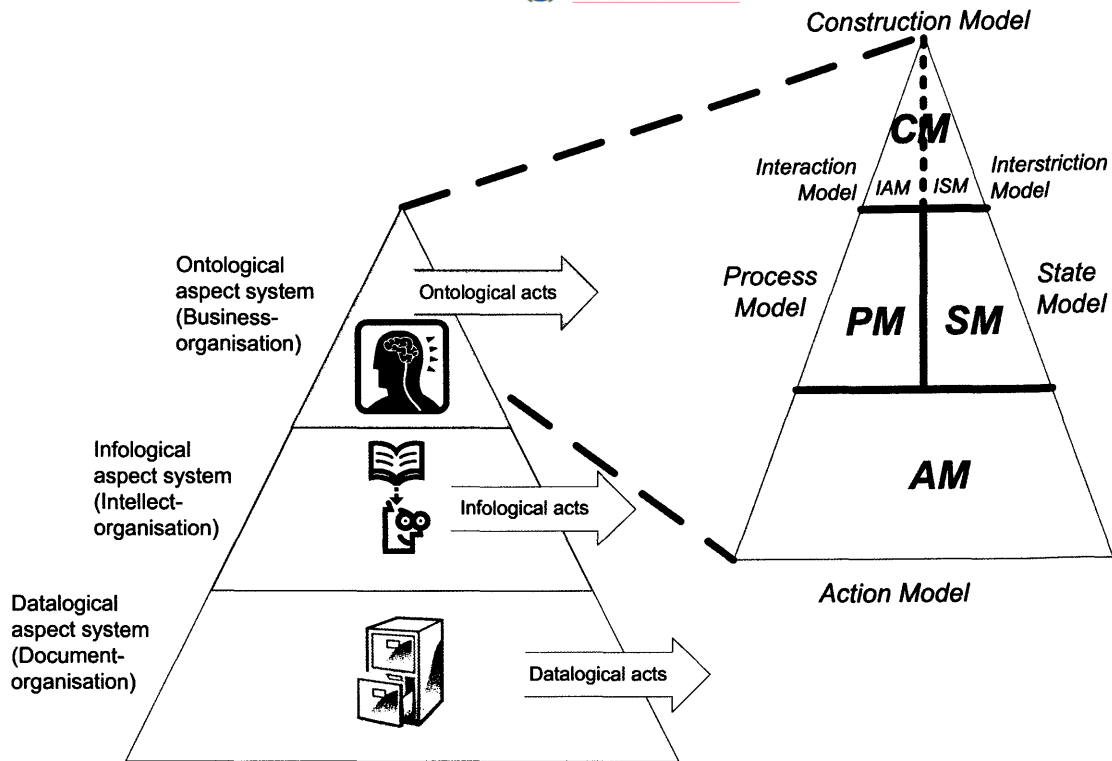 Construction Model
CM
Interaction
Model
IAM
ISM
Interstriction
Model
Ontological
aspect system
(Business-
organisation)
Ontological acts
Process
Model
PM
SM
State
Model
Infological
aspect system
(Intellect-
organisation)
Infological acts
AM
Action Model
Datalogical
aspect system
(Document-
organisation)
Datalogical acts